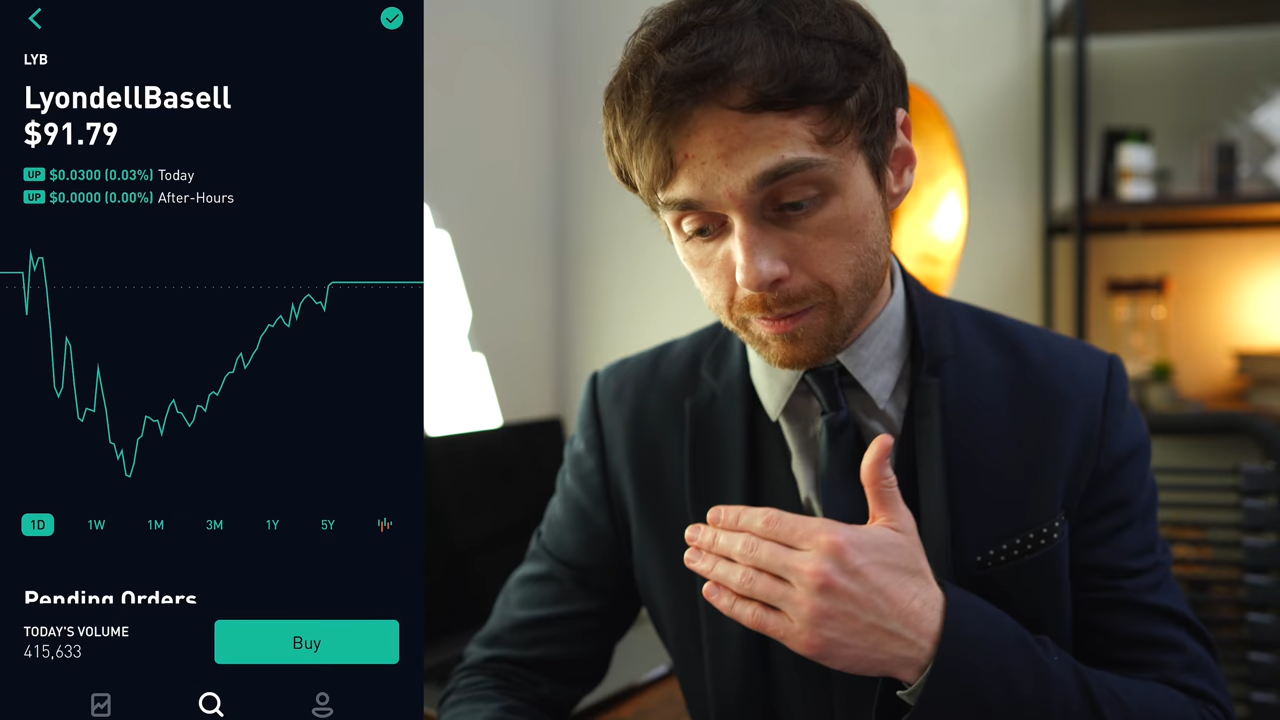 LYB
LyondellBasell
$91.79
UP $0.0300 (0.03%) Today
UP $0.0000 (0.00%) After-Hours
1D 1W 1M 3M 1Y 5Y
Pending Orders
TODAY'S VOLUME
415,633
Buy